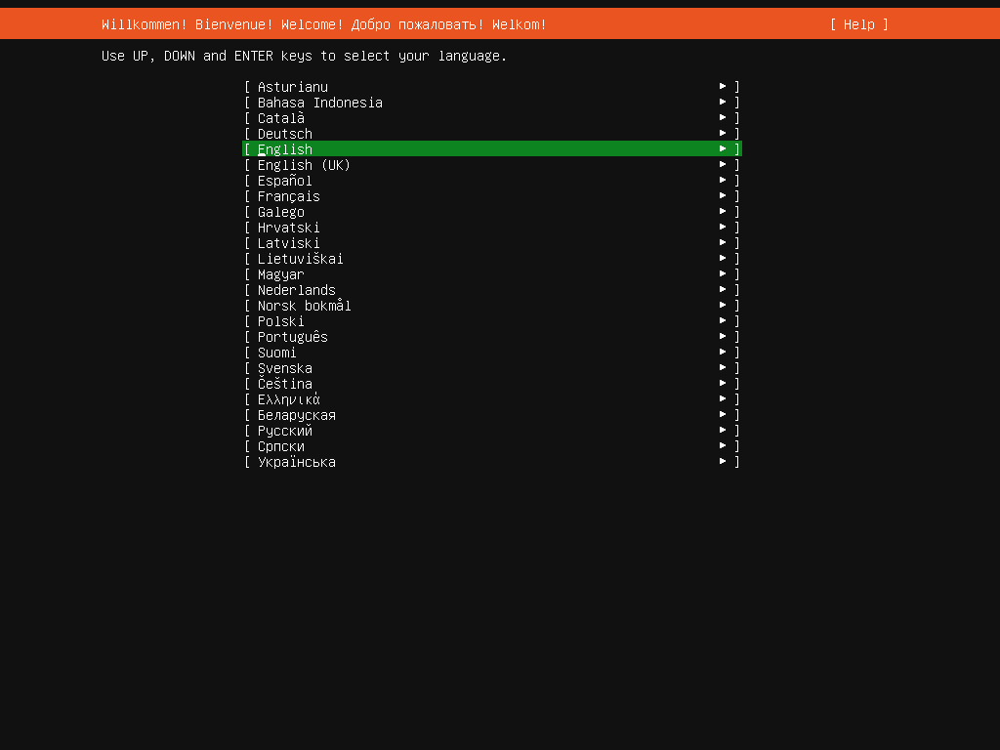 Willkommen! Bienvenue! Welcome! Добро пожаловать! Welkom! [ Help ]
Use UP, DOWN and ENTER keys to select your language.
[ Asturianu ► ]
[ Bahasa Indonesia ► ]
[ Català ► ]
[ Deutsch ► ]
[ English ► ]
[ English (UK) ► ]
[ Español ► ]
[ Français ► ]
[ Galego ► ]
[ Hrvatski ► ]
[ Latviski ► ]
[ Lietuviškai ► ]
[ Magyar ► ]
[ Nederlands ► ]
[ Norsk bokmål ► ]
[ Polski ► ]
[ Português ► ]
[ Suomi ► ]
[ Svenska ► ]
[ Čeština ► ]
[ Ελληνικά ► ]
[ Беларуская ► ]
[ Русский ► ]
[ Српски ► ]
[ Українська ► ]